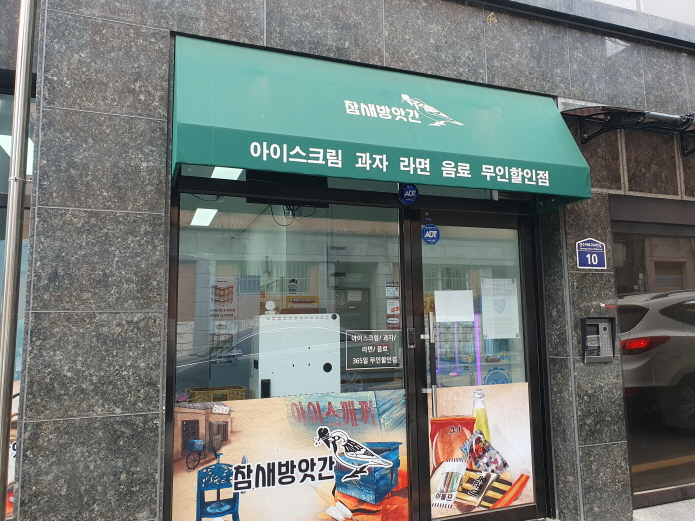 참새방앗간
아이스크림 과자 라면 음료 무인할인점
ADT
ADT
10
아이스크림/ 과자/
라면/ 음료
365일 무인할인점
아이스께끼
참새방앗간